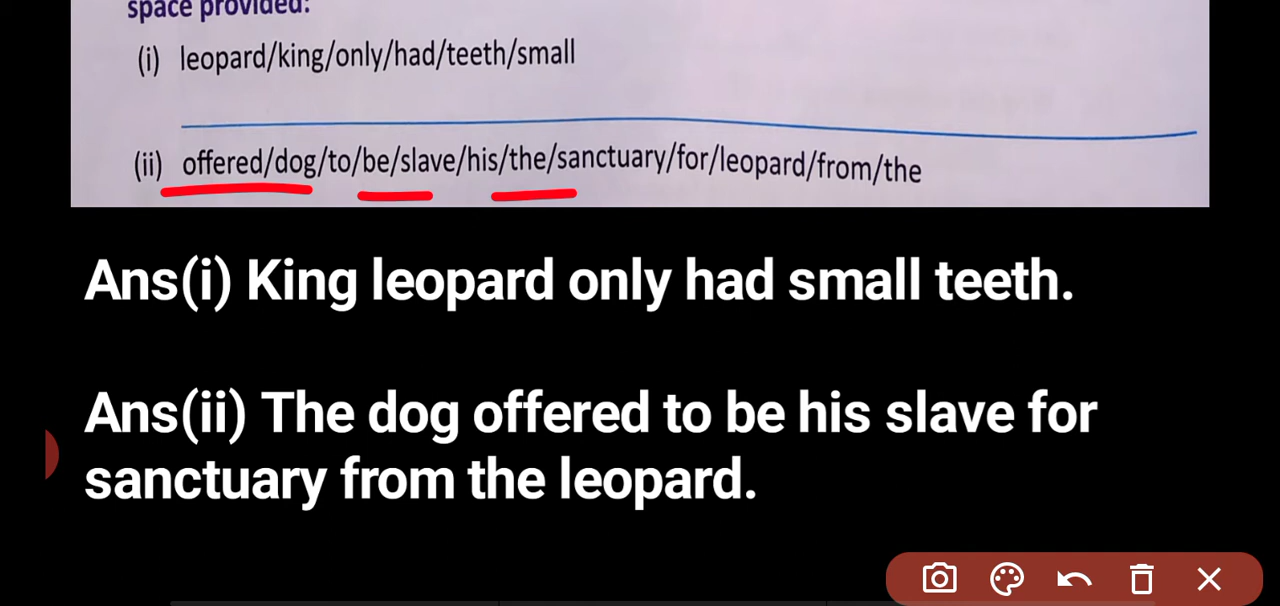 space provided:
(i) leopard/king/only/had/teeth/small
(ii) offered/dog/to/be/slave/his/the/sanctuary/for/leopard/from/the
Ans(i) King leopard only had small teeth.
Ans(ii) The dog offered to be his slave for
sanctuary from the leopard.